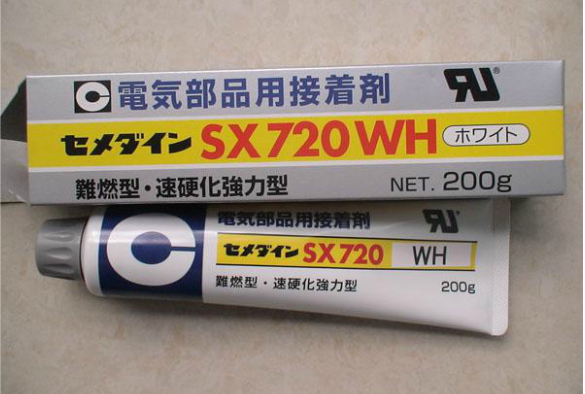 C 電気部品用接着剤 RU®
セメダイン SX720WH ホワイト
難燃型・速硬化強力型 NET. 200g
C
電気部品用接着剤 RU®
セメダイン SX720 WH
難燃型・速硬化強力型 200g